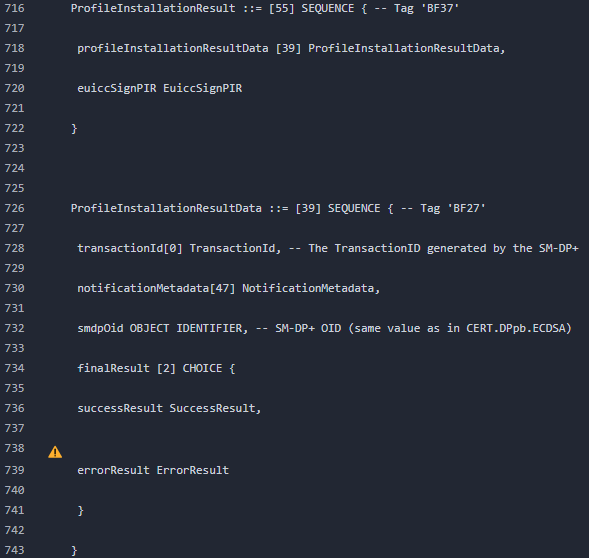 716 ProfileInstallationResult ::= [55] SEQUENCE { -- Tag 'BF37'
717
718 profileInstallationResultData [39] ProfileInstallationResultData,
719
720 euiccSignPIR EuiccSignPIR
721
722 }
723
724
725
726 ProfileInstallationResultData ::= [39] SEQUENCE { -- Tag 'BF27'
727
728 transactionId[0] TransactionId, -- The TransactionID generated by the SM-DP+
729
730 notificationMetadata[47] NotificationMetadata,
731
732 smdpOid OBJECT IDENTIFIER, -- SM-DP+ OID (same value as in CERT.DPpb.ECDSA)
733
734 finalResult [2] CHOICE {
735
736 successResult SuccessResult,
737
738
739 errorResult ErrorResult
740
741 }
742
743 }